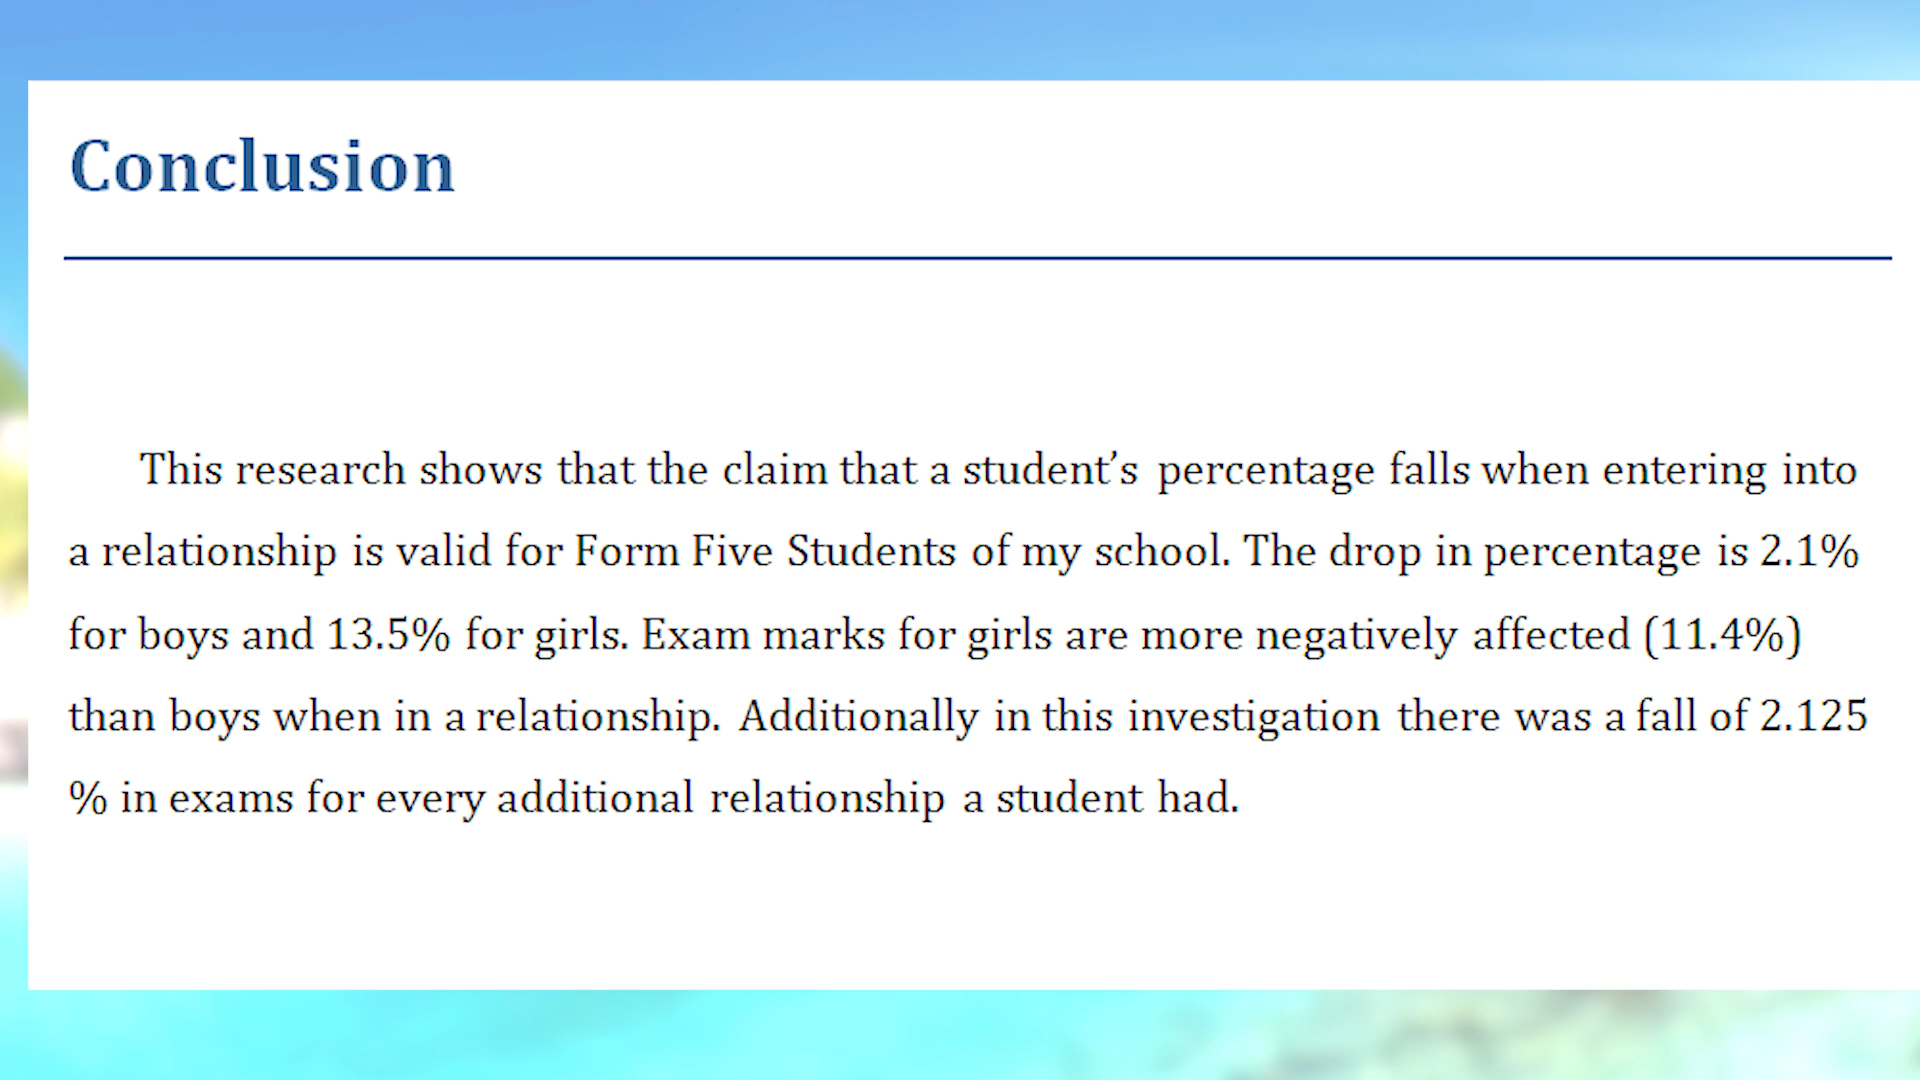 Conclusion
This research shows that the claim that a student’s percentage falls when entering into
a relationship is valid for Form Five Students of my school. The drop in percentage is 2.1%
for boys and 13.5% for girls. Exam marks for girls are more negatively affected (11.4%)
than boys when in a relationship. Additionally in this investigation there was a fall of 2.125
% in exams for every additional relationship a student had.